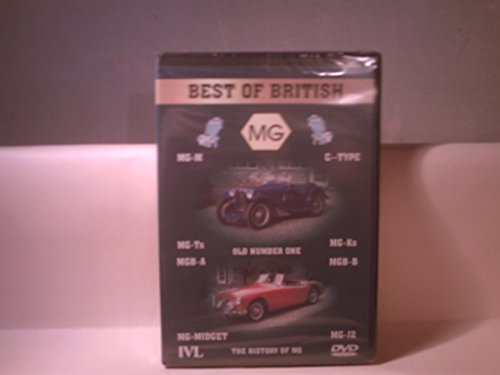 BEST OF BRITISH
MG
MG-M C-TYPE
MG-Ts MG-Ks
OLD NUMBER ONE
MGB-A MGB-B
MG-MIDGET MG-J2
IVL THE HISTORY OF MG DVD